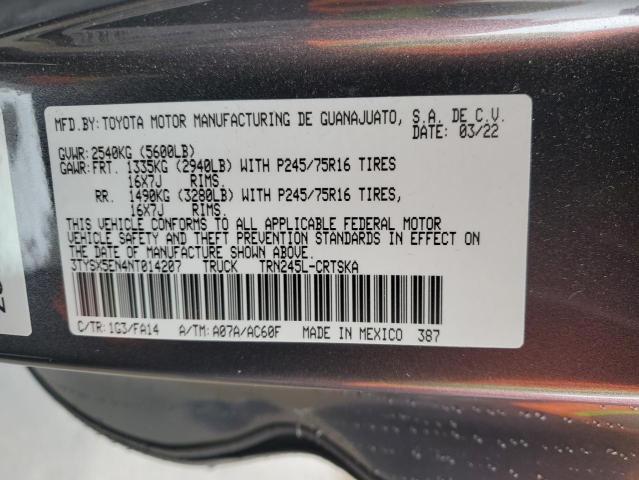 MFD.BY: TOYOTA MOTOR MANUFACTURING DE GUANAJUATO, S.A. DE C.V.
DATE: 03/22
GVWR: 2540KG (5600LB)
GAWR: FRT. 1335KG (2940LB) WITH P245/75R16 TIRES
16X7J RIMS.
RR. 1490KG (3280LB) WITH P245/75R16 TIRES,
16X7J RIMS.
THIS VEHICLE CONFORMS TO ALL APPLICABLE FEDERAL MOTOR
VEHICLE SAFETY AND THEFT PREVENTION STANDARDS IN EFFECT ON
THE DATE OF MANUFACTURE SHOWN ABOVE.
3TYSX5EN4NT014207 TRUCK TRN245L-CRTSKA
C/TR: 1G3/FA14 A/TM: A07A/AC60F MADE IN MEXICO 387